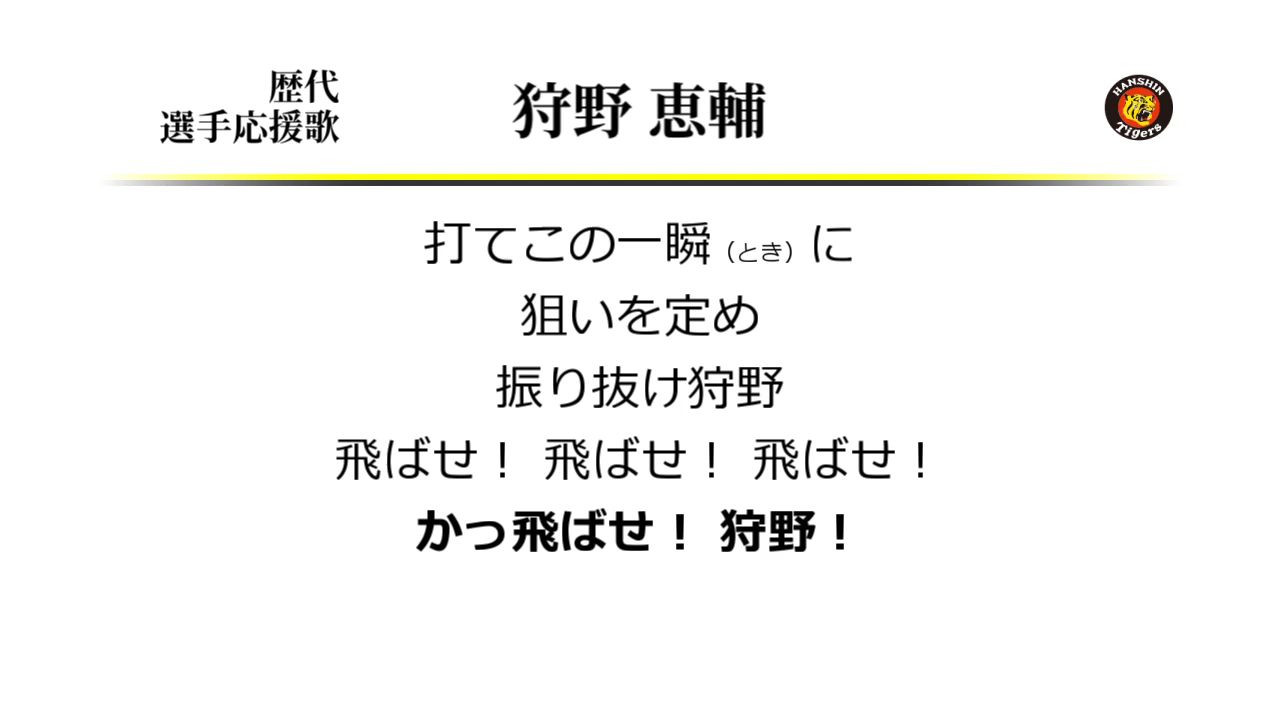 歴代
選手応援歌
狩野 恵輔
HANSHIN
Tigers
打てこの一瞬（とき）に
狙いを定め
振り抜け狩野
飛ばせ！ 飛ばせ！ 飛ばせ！
かっ飛ばせ！ 狩野！